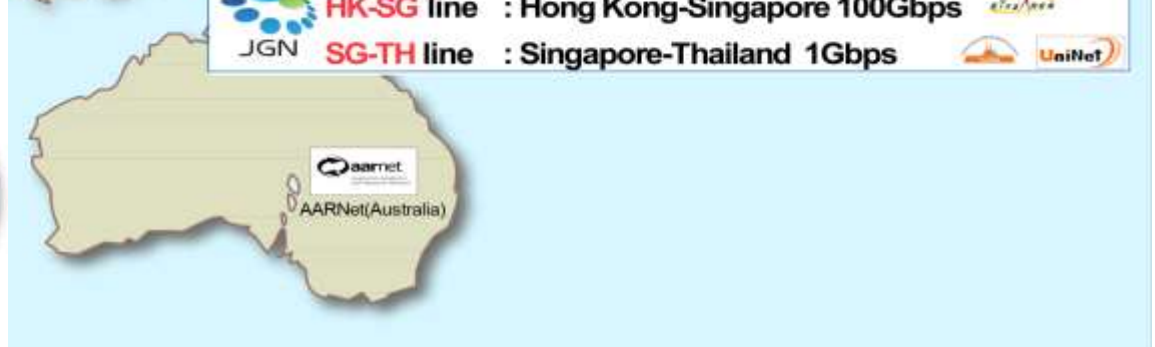 HK-SG line : Hong Kong-Singapore 100Gbps
JGN SG-TH line : Singapore-Thailand 1Gbps UniNet
aarnet
AARNet(Australia)